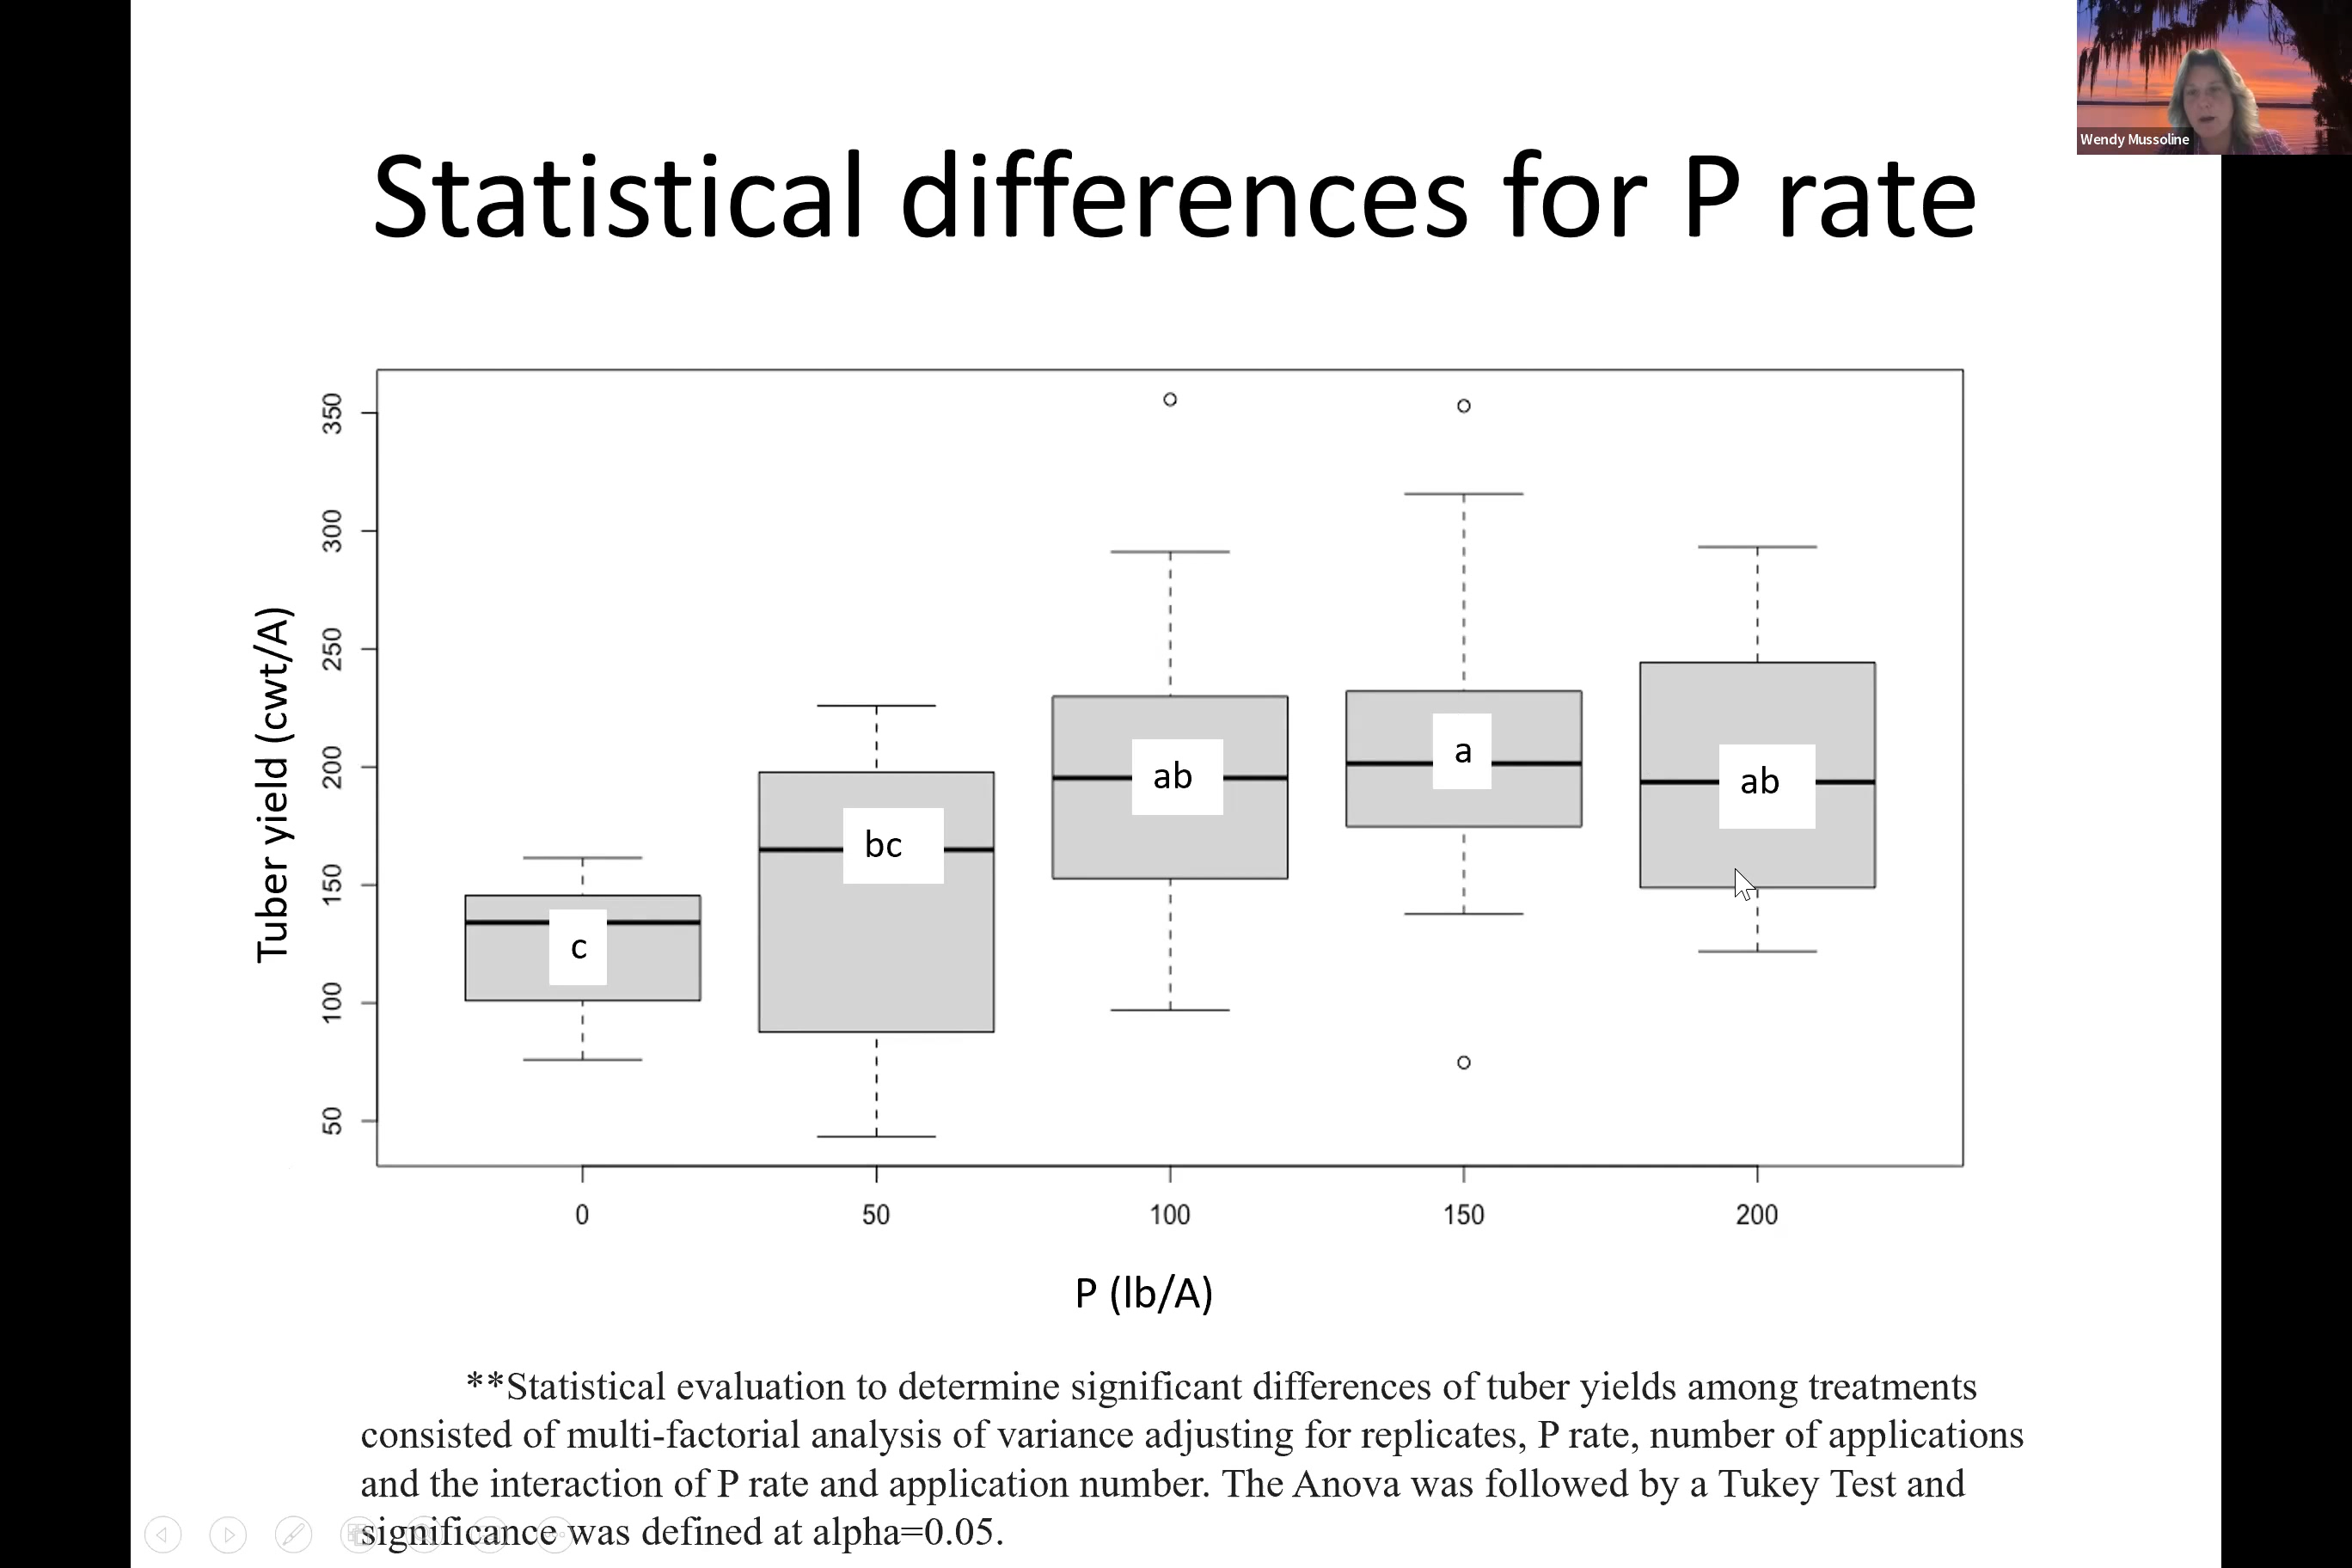 Wendy Mussoline
Statistical differences for P rate
Tuber yield (cwt/A)
350
300
250
200
150
100
50
c
bc
ab
a
ab
0 50 100 150 200
P (lb/A)
**Statistical evaluation to determine significant differences of tuber yields among treatments
consisted of multi-factorial analysis of variance adjusting for replicates, P rate, number of applications
and the interaction of P rate and application number. The Anova was followed by a Tukey Test and
significance was defined at alpha=0.05.